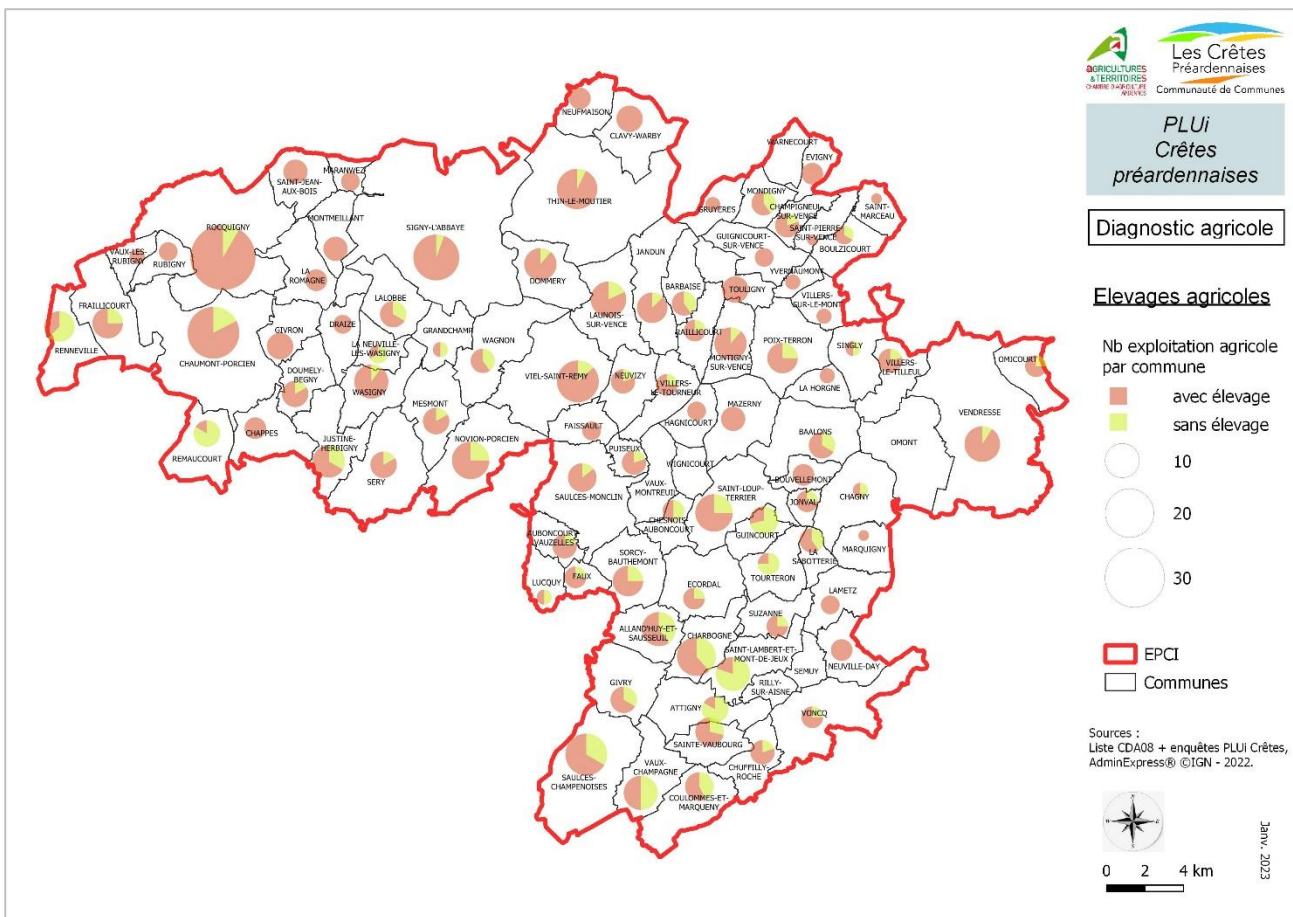 AGRICULTURES
& TERRITOIRES
CHAMBRE D'AGRICULTURE
ARDENNES
Les Crêtes
Préardennaises
Communauté de Communes
PLUi
Crêtes
préardennaises
Diagnostic agricole
Elevages agricoles
Nb exploitation agricole
par commune
avec élevage
sans élevage
10
20
30
EPCI
Communes
Sources :
Liste CDA08 + enquêtes PLUi Crêtes,
AdminExpress® ©IGN - 2022.
N
W
E
S
Janv. 2023
0 2 4 km
NEUFMAISON
CLAVY-WARBY
WARNECOURT
EVIGNY
SAINT-JEAN-
AUX-BOIS
MARANWEZ
THIN-LE-MOUTIER
GRUYERES
MONDIGNY
CHAMPIGNEUL-
SUR-VENCE
SAINT-
MARCEAU
SAINT-PIERRE-
SUR-VENCE
BOULZICOURT
MONTMEILLANT
ROCQUIGNY
SIGNY-L'ABBAYE
GUIGNICOURT-
SUR-VENCE
JANDUN
VAUX-LES-
RUBIGNY
RUBIGNY
LA
ROMAGNE
DOMMERY
YVERNAUMONT
BARBAISE
TOULIGNY
LALOBBE
LAUNOIS-
SUR-VENCE
VILLERS-
SUR-LE-MONT
FRAILLICOURT
RENNEVILLE
DRAIZE
GRANDCHAMP
RAILLICOURT
GIVRON
LA NEUVILLE-
LES-WASIGNY
MONTIGNY-
SUR-VENCE
POIX-TERRON
SINGLY
VILLERS-
LE-TILLEUL
OMICOURT
CHAUMONT-PORCIEN
WAGNON
VIEL-SAINT-REMY
NEUVIZY
VILLERS-
LE-TOURNEUR
LA HORGNE
DOUMELY-
BEGNY
WASIGNY
MESMONT
HAGNICOURT
MAZERNY
VENDRESSE
OMONT
CHAPPES
REMAUCOURT
JUSTINE-
HERBIGNY
SERY
NOVION-PORCIEN
FAISSAULT
PUISEUX
WIGNICOURT
BAALONS
BOUVELLEMONT
SAULCES-MONCLIN
VAUX-
MONTREUIL
SAINT-LOUP-
TERRIER
JONVAL
CHAGNY
CHESNOIS-
AUBONCOURT
GUINCOURT
AUBONCOURT-
VAUZELLES
LA
SABOTTERIE
MARQUIGNY
SORCY-
BAUTHEMONT
TOURTERON
LUCQUY
FAUX
ECORDAL
LAMETZ
SUZANNE
ALLAND'HUY-ET-
SAUSSEUIL
CHARBOGNE
SAINT-LAMBERT-ET-
MONT-DE-JEUX
SEMUY
NEUVILLE-DAY
RILLY-
SUR-AISNE
GIVRY
ATTIGNY
VONCQ
SAINTE-VAUBOURG
CHUFFILLY-
ROCHE
SAULCES-
CHAMPENOISES
VAUX-
CHAMPAGNE
COULOMMES-ET-
MARQUENY